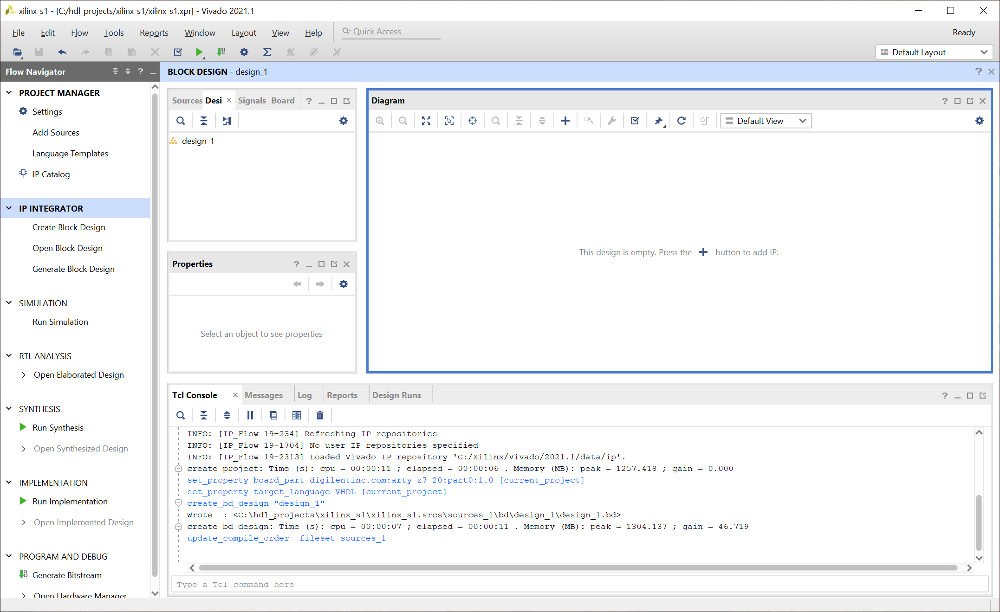 xilinx_s1 - [C:/hdl_projects/xilinx_s1/xilinx_s1.xpr] - Vivado 2021.1
File Edit Flow Tools Reports Window Layout View Help Quick Access Ready
Default Layout
Flow Navigator
PROJECT MANAGER
Settings
Add Sources
Language Templates
IP Catalog
IP INTEGRATOR
Create Block Design
Open Block Design
Generate Block Design
SIMULATION
Run Simulation
RTL ANALYSIS
Open Elaborated Design
SYNTHESIS
Run Synthesis
Open Synthesized Design
IMPLEMENTATION
Run Implementation
Open Implemented Design
PROGRAM AND DEBUG
Generate Bitstream
Open Hardware Manager
BLOCK DESIGN - design_1
Sources Desi Signals Board
design_1
Properties
Select an object to see properties
Diagram
Default View
This design is empty. Press the + button to add IP.
Tcl Console Messages Log Reports Design Runs
INFO: [IP_Flow 19-234] Refreshing IP repositories
INFO: [IP_Flow 19-1704] No user IP repositories specified
INFO: [IP_Flow 19-2313] Loaded Vivado IP repository 'C:/Xilinx/Vivado/2021.1/data/ip'.
create_project: Time (s): cpu = 00:00:11 ; elapsed = 00:00:06 . Memory (MB): peak = 1257.418 ; gain = 0.000
set_property board_part digilentinc.com:arty-z7-20:part0:1.0 [current_project]
set_property target_language VHDL [current_project]
create_bd_design "design_1"
Wrote  : <C:\hdl_projects\xilinx_s1\xilinx_s1.srcs\sources_1\bd\design_1\design_1.bd>
create_bd_design: Time (s): cpu = 00:00:07 ; elapsed = 00:00:11 . Memory (MB): peak = 1304.137 ; gain = 46.719
update_compile_order -fileset sources_1
Type a Tcl command here